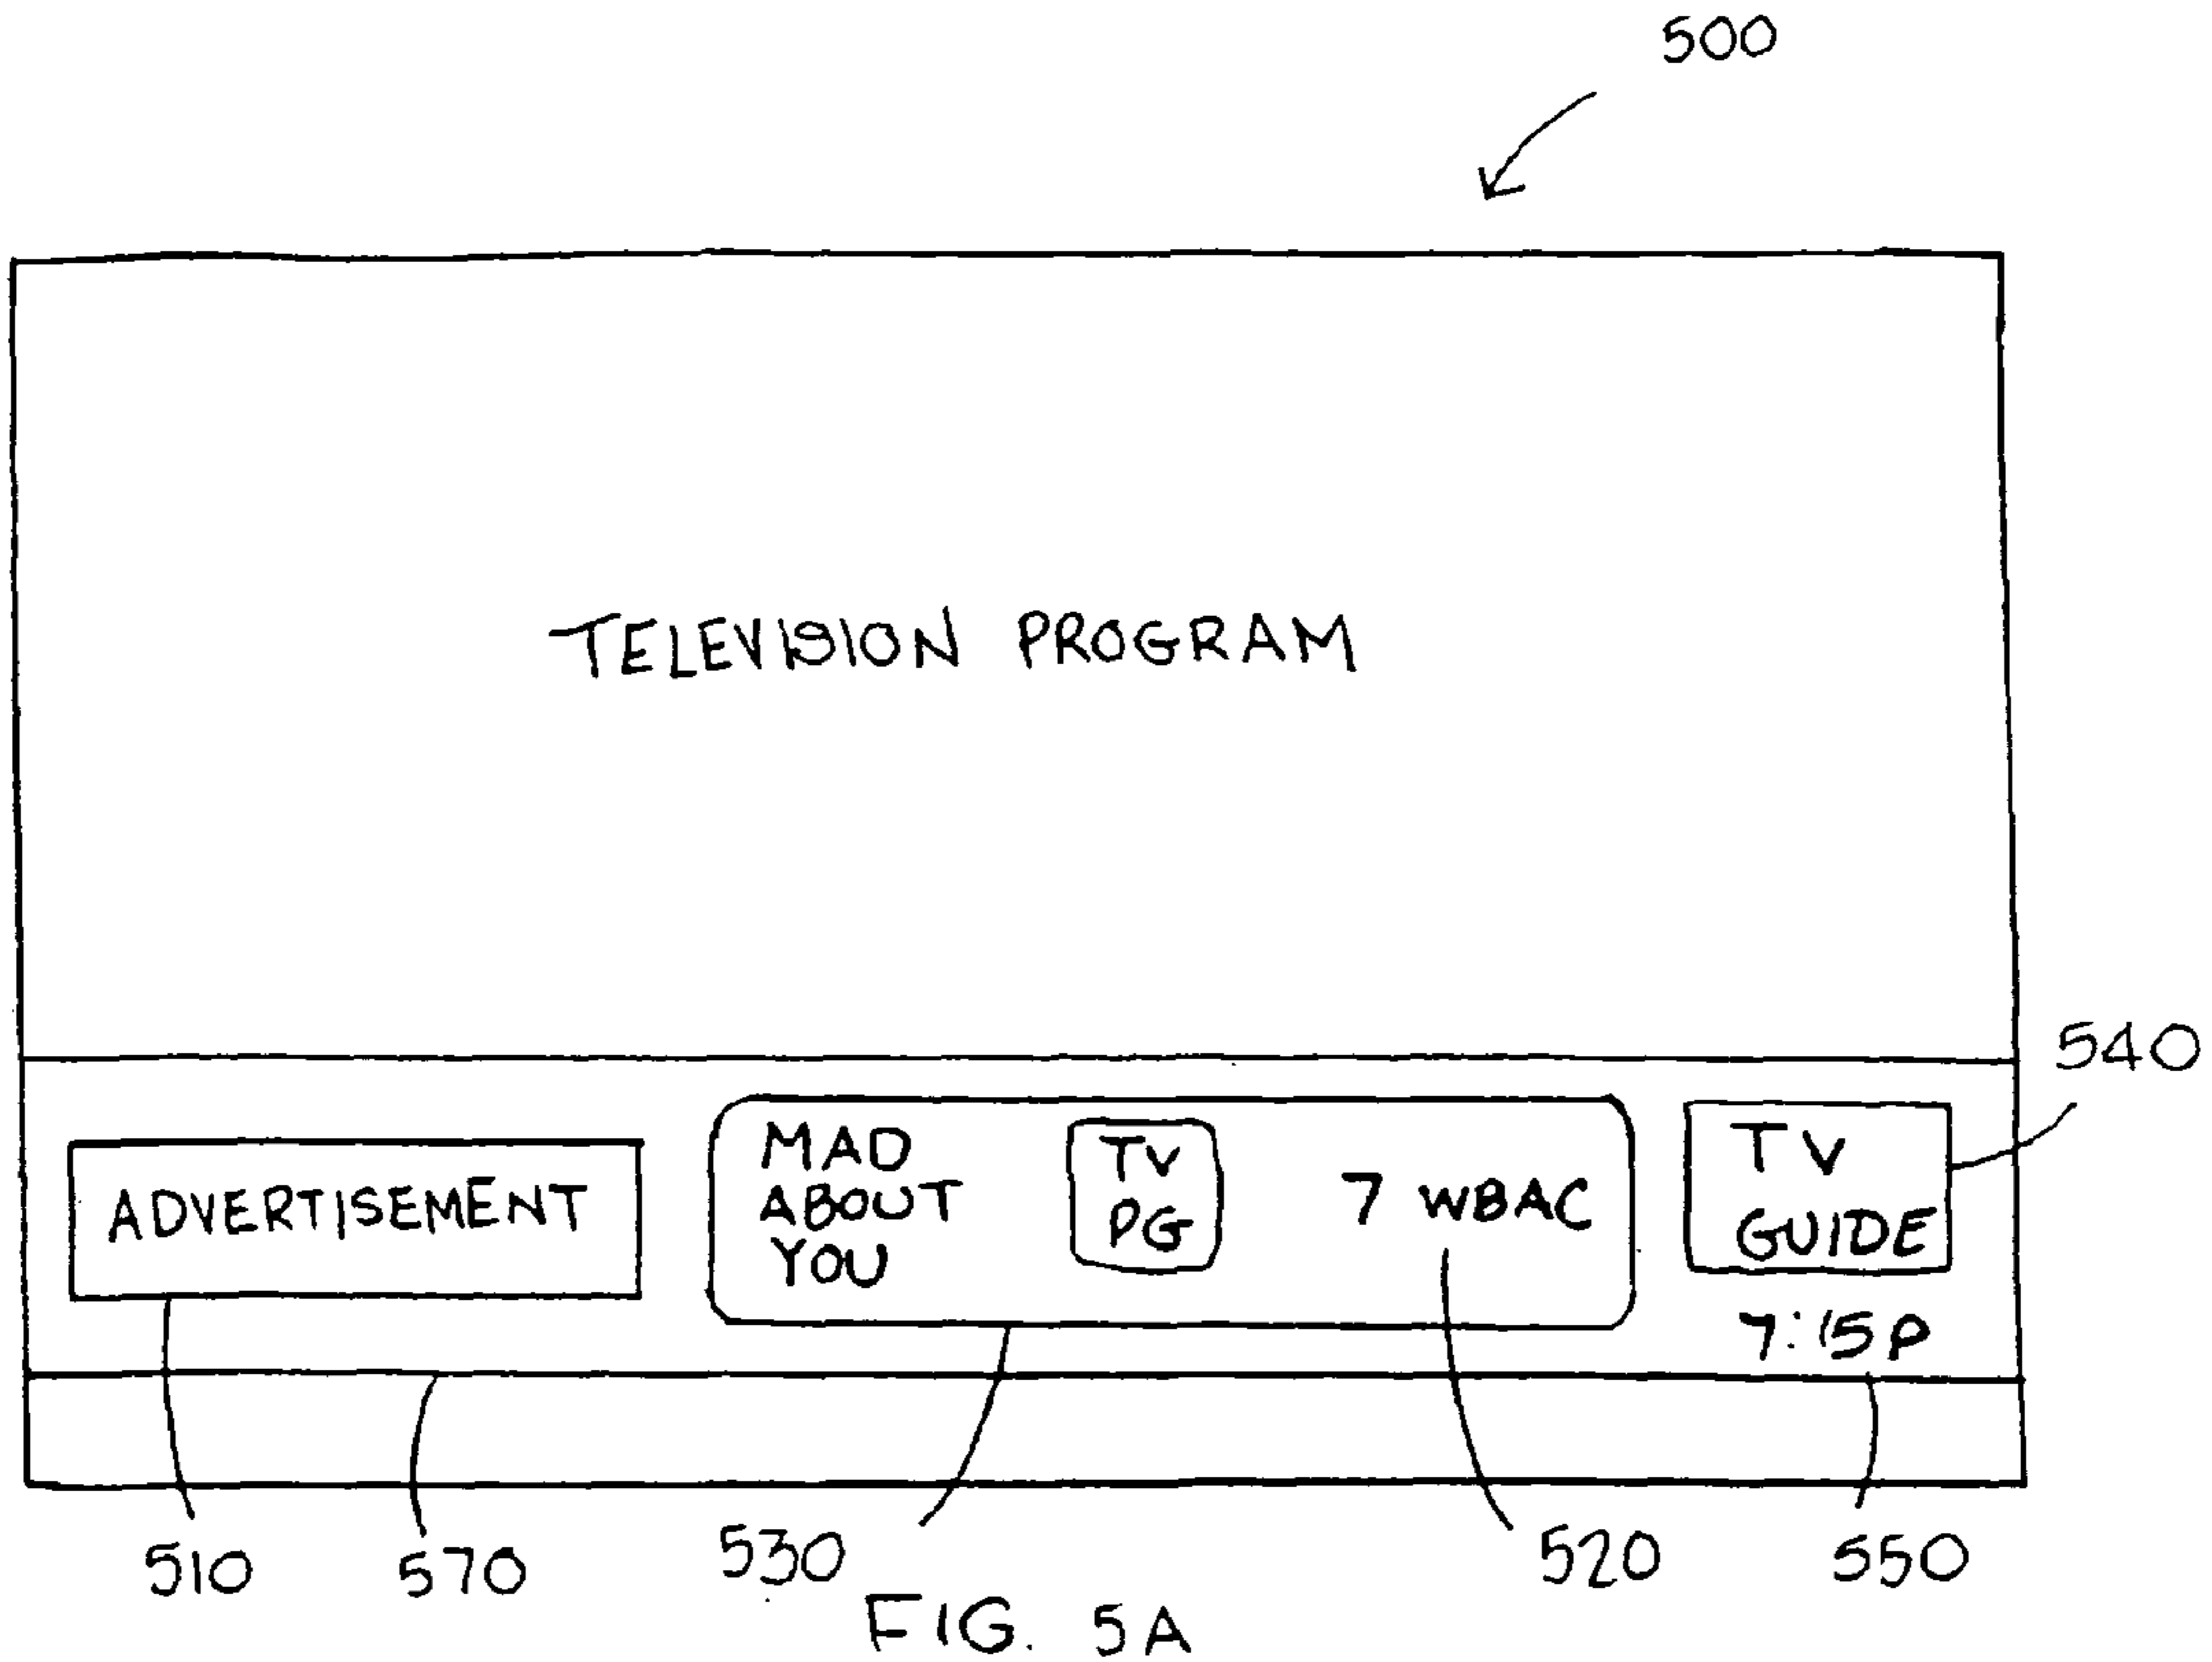 500
TELEVISION PROGRAM
540
ADVERTISEMENT
MAD
ABOUT
YOU
TV
PG
7 WBAC
TV
GUIDE
7:15P
510
570
530
520
550
FIG. 5A